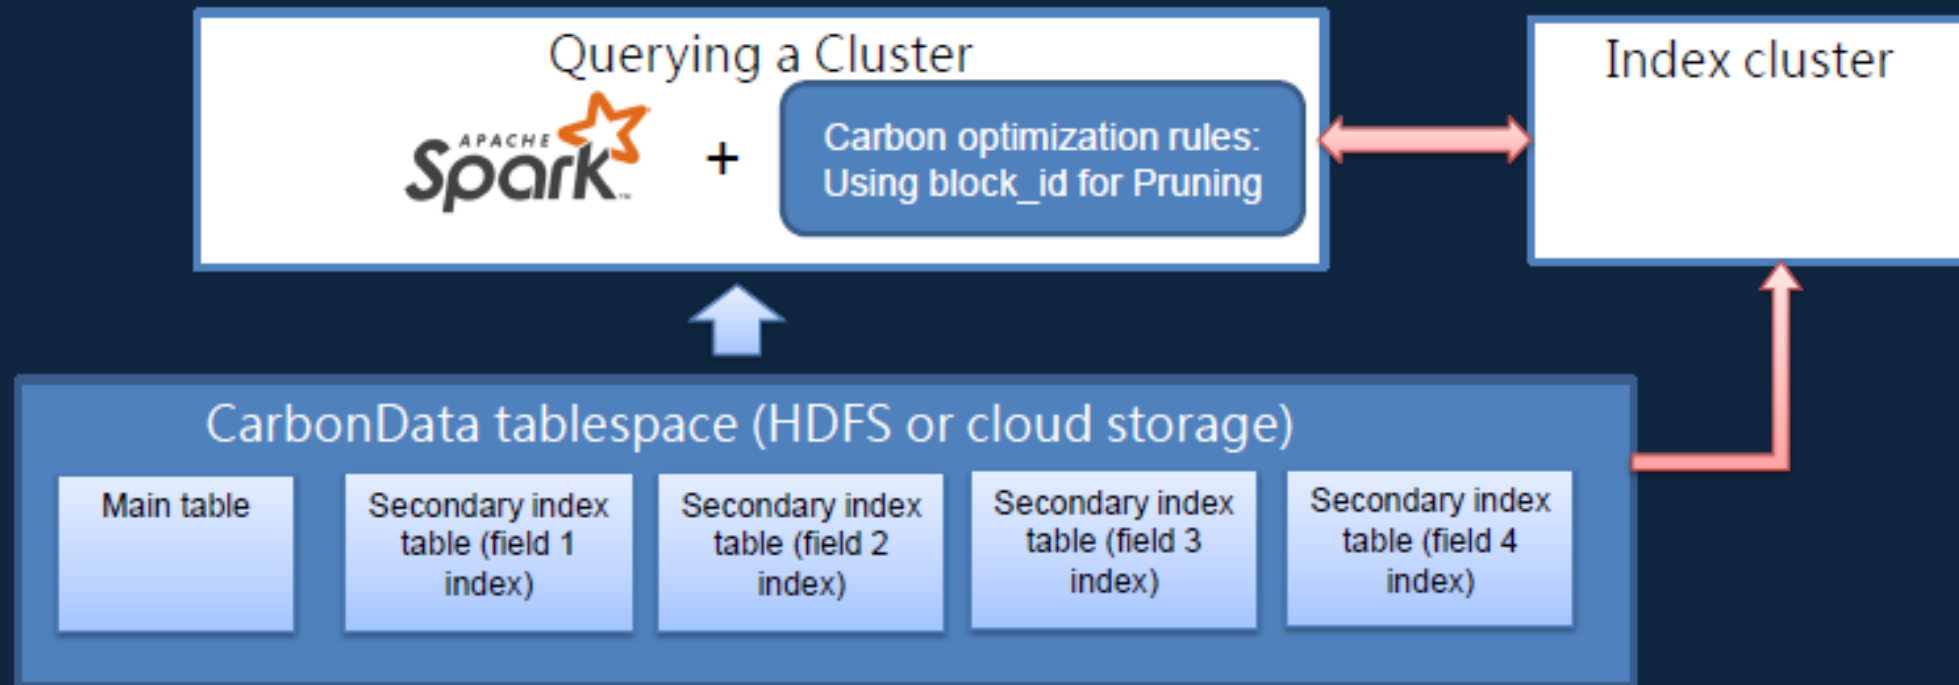 Querying a Cluster
APACHE
Spark™
+
Carbon optimization rules:
Using block_id for Pruning
Index cluster
CarbonData tablespace (HDFS or cloud storage)
Main table
Secondary index
table (field 1
index)
Secondary index
table (field 2
index)
Secondary index
table (field 3
index)
Secondary index
table (field 4
index)